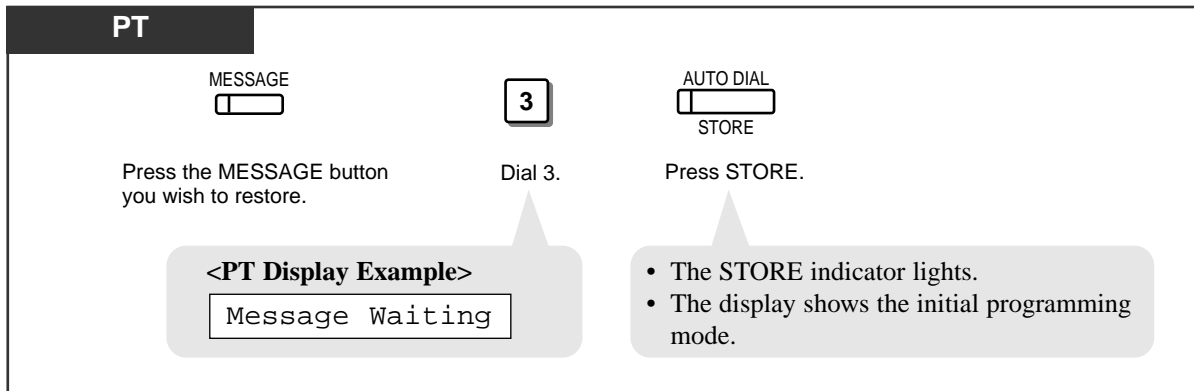 PT
MESSAGE
3
AUTO DIAL
STORE
Press the MESSAGE button
you wish to restore.
Dial 3.
Press STORE.
<PT Display Example>
Message Waiting
• The STORE indicator lights.
• The display shows the initial programming
mode.